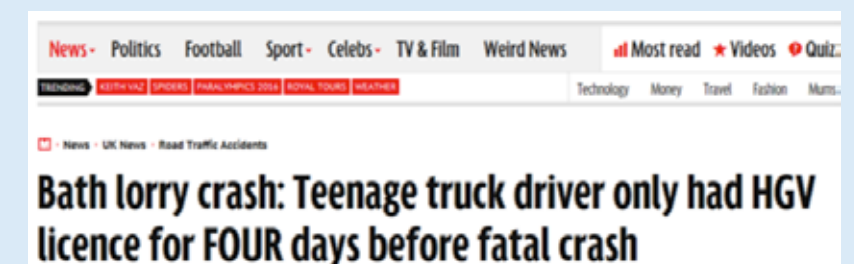 News Politics Football Sport Celebs TV & Film Weird News Most read Videos Quiz
TRENDING KEITH VAZ SPIDERS PARALYMPICS 2016 ROYAL TOURS WEATHER Technology Money Travel Fashion Mums
News UK News Road Traffic Accidents
Bath lorry crash: Teenage truck driver only had HGV
licence for FOUR days before fatal crash